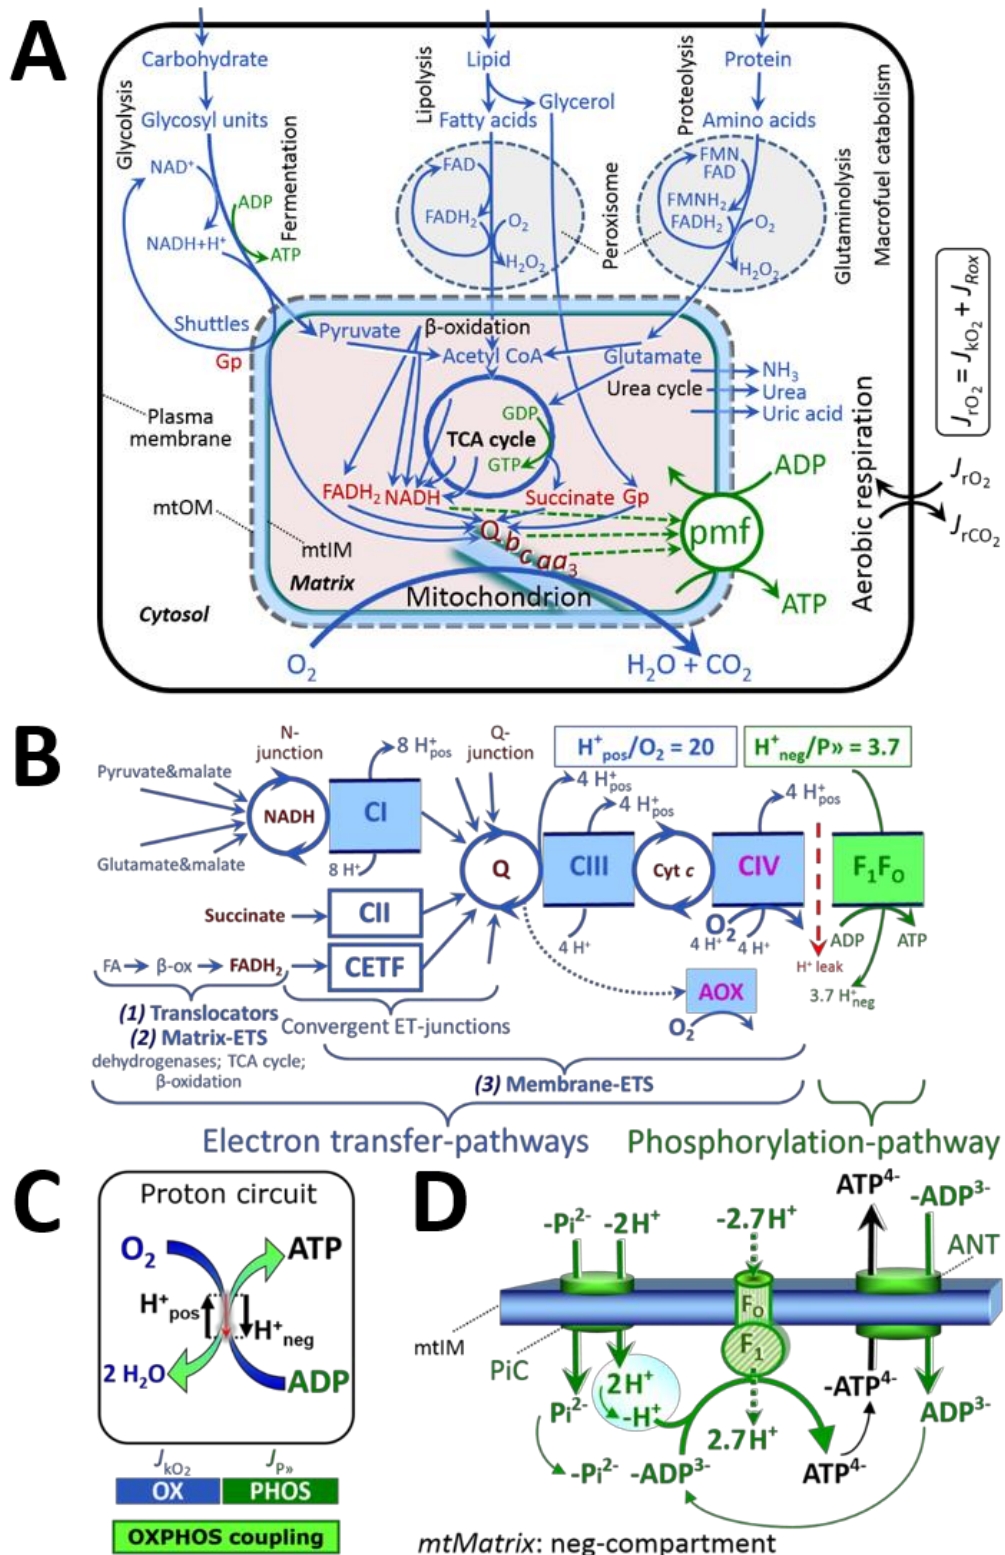 A
Carbohydrate
Lipid
Protein
Glycolysis
Lipolysis
Proteolysis
Glycerol
Glycosyl units
Fatty acids
Amino acids
Fermentation
Peroxisome
Glutaminolysis
Macrofuel catabolism
NAD⁺
ADP
NADH+H⁺
ATP
FAD
FADH₂
O₂
H₂O₂
FMN
FAD
FMNH₂
FADH₂
O₂
H₂O₂
Shuttles
Gp
Pyruvate
β-oxidation
Acetyl CoA
Glutamate
Urea cycle
NH₃
Urea
Uric acid
Plasma
membrane
GDP
TCA cycle
GTP
FADH₂ NADH
Succinate Gp
mtOM
mtIM
Q b c aa₃
pmf
ADP
ATP
Matrix
Mitochondrion
Cytosol
O₂
H₂O + CO₂
Aerobic respiration
J_rO₂ = J_kO₂ + J_Rox
J_rO₂
J_rCO₂
B
N-
junction
8 H⁺pos
Q-
junction
H⁺pos/O₂ = 20
H⁺neg/P» = 3.7
Pyruvate&malate
4 H⁺pos
4 H⁺pos
4 H⁺pos
NADH
CI
Q
CIII
Cyt c
CIV
F₁FO
Glutamate&malate
8 H⁺
Succinate
CII
4 H⁺
O₂
4 H⁺
4 H⁺
ADP
ATP
H⁺ leak
3.7 H⁺neg
FA
β-ox
FADH₂
CETF
AOX
O₂
(1) Translocators
(2) Matrix-ETS
dehydrogenases; TCA cycle;
β-oxidation
Convergent ET-junctions
(3) Membrane-ETS
Electron transfer-pathways
Phosphorylation-pathway
C
Proton circuit
O₂
ATP
H⁺pos
H⁺neg
2 H₂O
ADP
J_kO₂
J_P»
OX
PHOS
OXPHOS coupling
D
ATP⁴⁻
-ADP³⁻
-Pi²⁻
-2H⁺
-2.7H⁺
ANT
FO
F₁
mtIM
PiC
2H⁺
-H⁺
Pi²⁻
-ATP⁴⁻
ADP³⁻
2.7H⁺
-Pi²⁻
-ADP³⁻
ATP⁴⁻
mtMatrix: neg-compartment